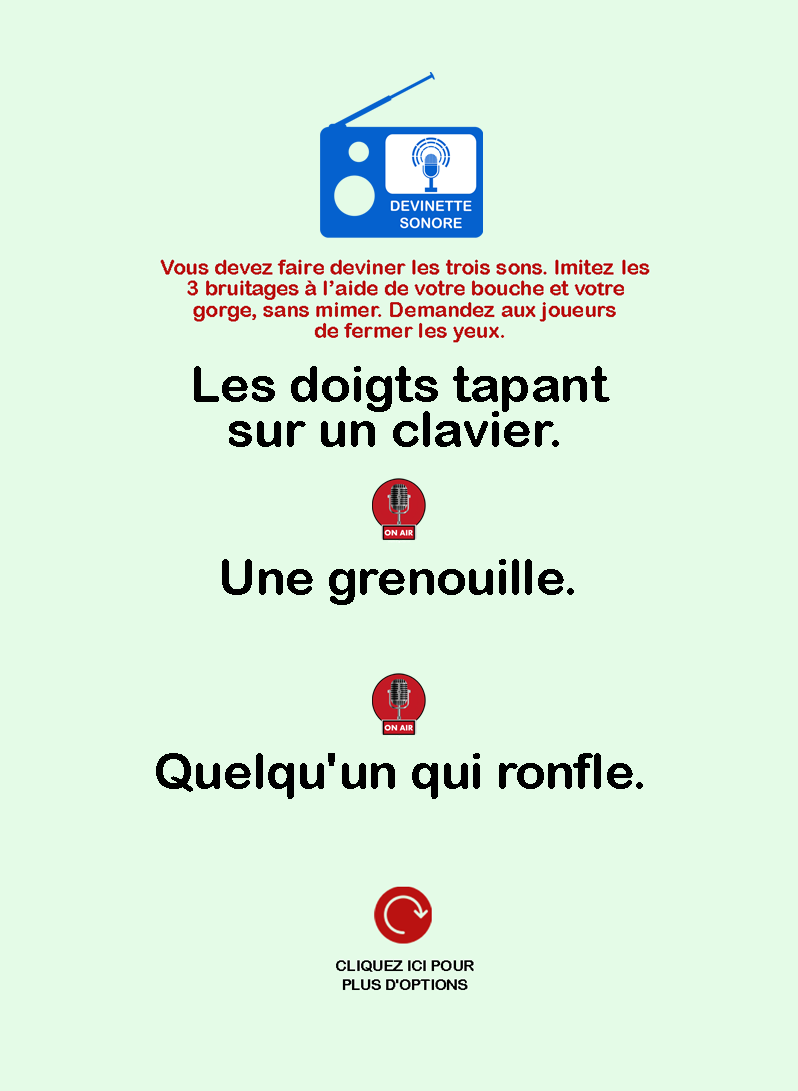 DEVINETTE
SONORE
Vous devez faire deviner les trois sons. Imitez les
3 bruitages à l’aide de votre bouche et votre
gorge, sans mimer. Demandez aux joueurs
de fermer les yeux.
Les doigts tapant
sur un clavier.
ON AIR
Une grenouille.
ON AIR
Quelqu'un qui ronfle.
CLIQUEZ ICI POUR
PLUS D'OPTIONS